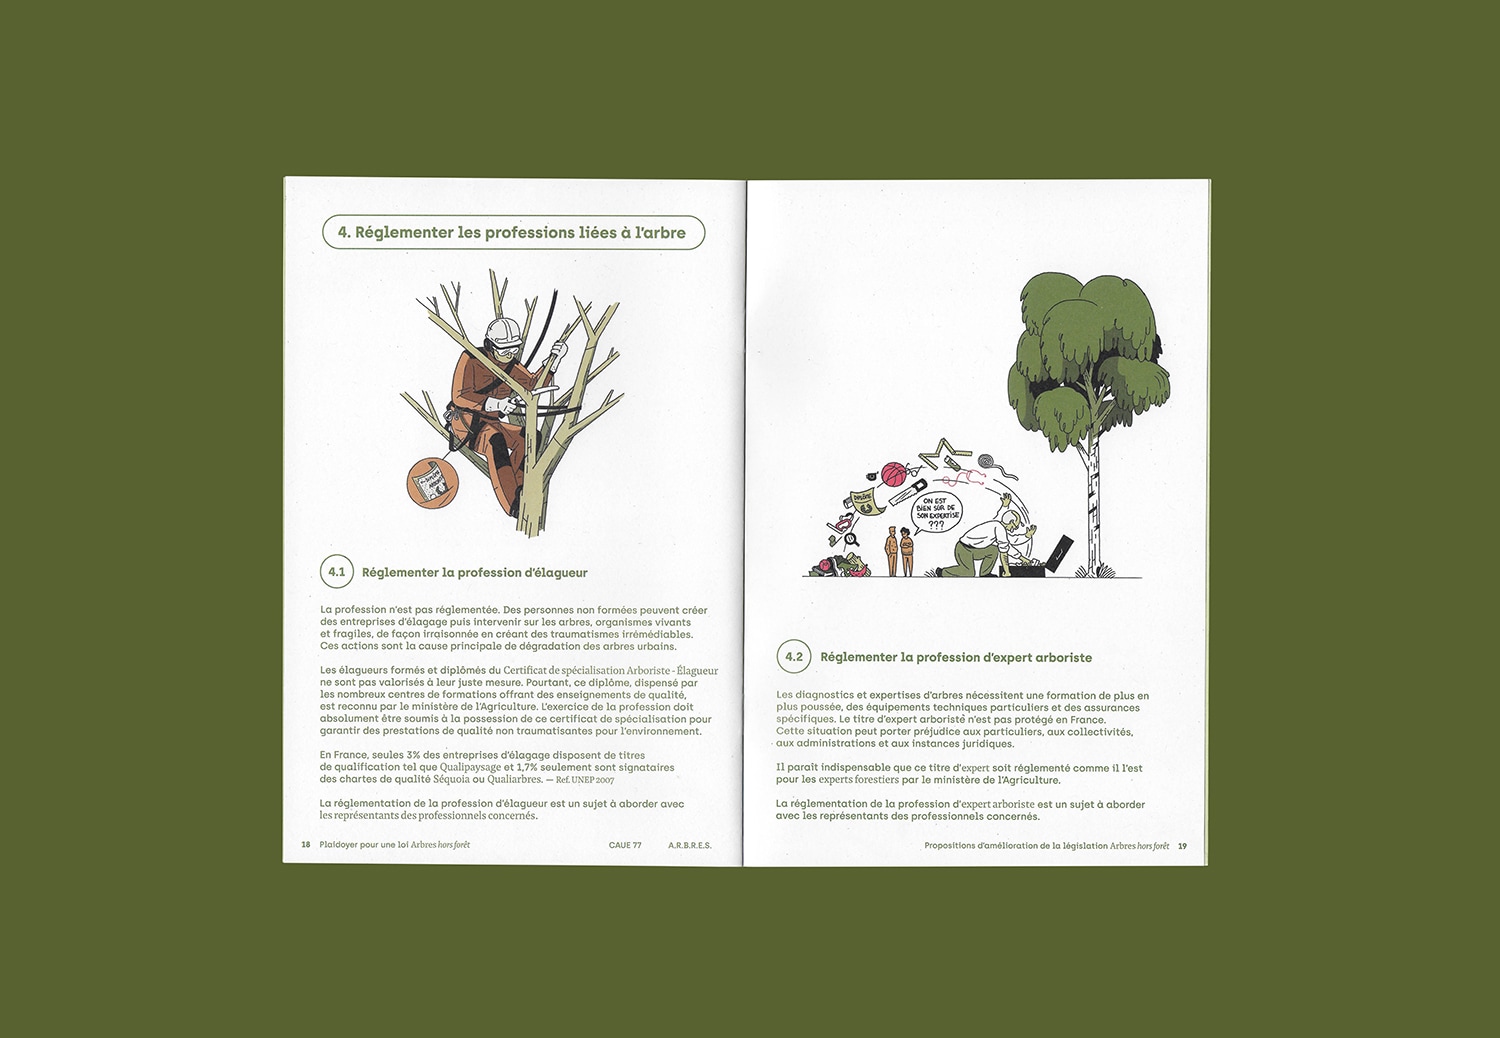 4. Réglementer les professions liées à l'arbre
DIPLÔME
4.1 Réglementer la profession d'élagueur
La profession n'est pas réglementée. Des personnes non formées peuvent créer
des entreprises d'élagage puis intervenir sur les arbres, organismes vivants
et fragiles, de façon irraisonnée en créant des traumatismes irrémédiables.
Ces actions sont la cause principale de dégradation des arbres urbains.
Les élagueurs formés et diplômés du Certificat de spécialisation Arboriste - Élagueur
ne sont pas valorisés à leur juste mesure. Pourtant, ce diplôme, dispensé par
les nombreux centres de formations offrant des enseignements de qualité,
est reconnu par le ministère de l'Agriculture. L'exercice de la profession doit
absolument être soumis à la possession de ce certificat de spécialisation pour
garantir des prestations de qualité non traumatisantes pour l'environnement.
En France, seules 3% des entreprises d'élagage disposent de titres
de qualification tel que Qualipaysage et 1,7% seulement sont signataires
des chartes de qualité Séquoia ou Qualiarbres. — Ref. UNEP 2007
La réglementation de la profession d'élagueur est un sujet à aborder avec
les représentants des professionnels concernés.
18 Plaidoyer pour une loi Arbres hors forêt CAUE 77 A.R.B.R.E.S.
DIPLÔME
ON EST
BIEN SÛR DE
SON EXPERTISE
???
4.2 Réglementer la profession d'expert arboriste
Les diagnostics et expertises d'arbres nécessitent une formation de plus en
plus poussée, des équipements techniques particuliers et des assurances
spécifiques. Le titre d'expert arboriste n'est pas protégé en France.
Cette situation peut porter préjudice aux particuliers, aux collectivités,
aux administrations et aux instances juridiques.
Il paraît indispensable que ce titre d'expert soit réglementé comme il l'est
pour les experts forestiers par le ministère de l'Agriculture.
La réglementation de la profession d'expert arboriste est un sujet à aborder
avec les représentants des professionnels concernés.
Propositions d'amélioration de la législation Arbres hors forêt 19